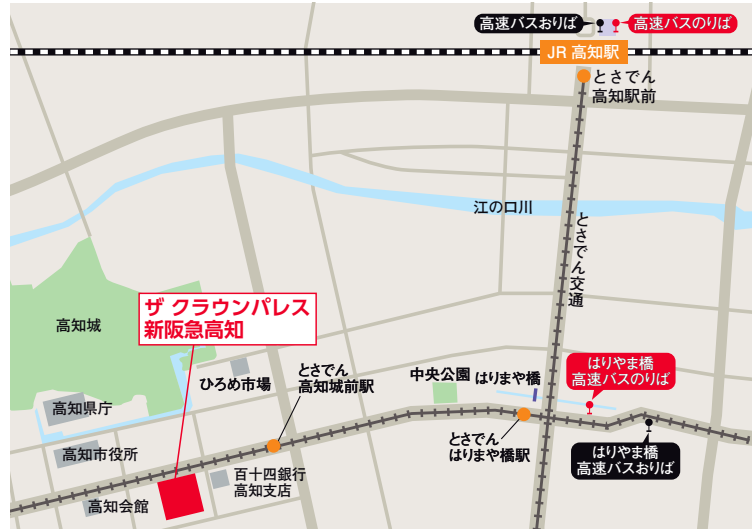 高速バスおりば
高速バスのりば
JR 高知駅
とさでん
高知駅前
江の口川
とさでん交通
ザ クラウンパレス
新阪急高知
高知城
ひろめ市場
とさでん
高知城前駅
中央公園
はりまや橋
はりやま橋
高速バスのりば
高知県庁
高知市役所
とさでん
はりまや橋駅
はりやま橋
高速バスおりば
百十四銀行
高知支店
高知会館